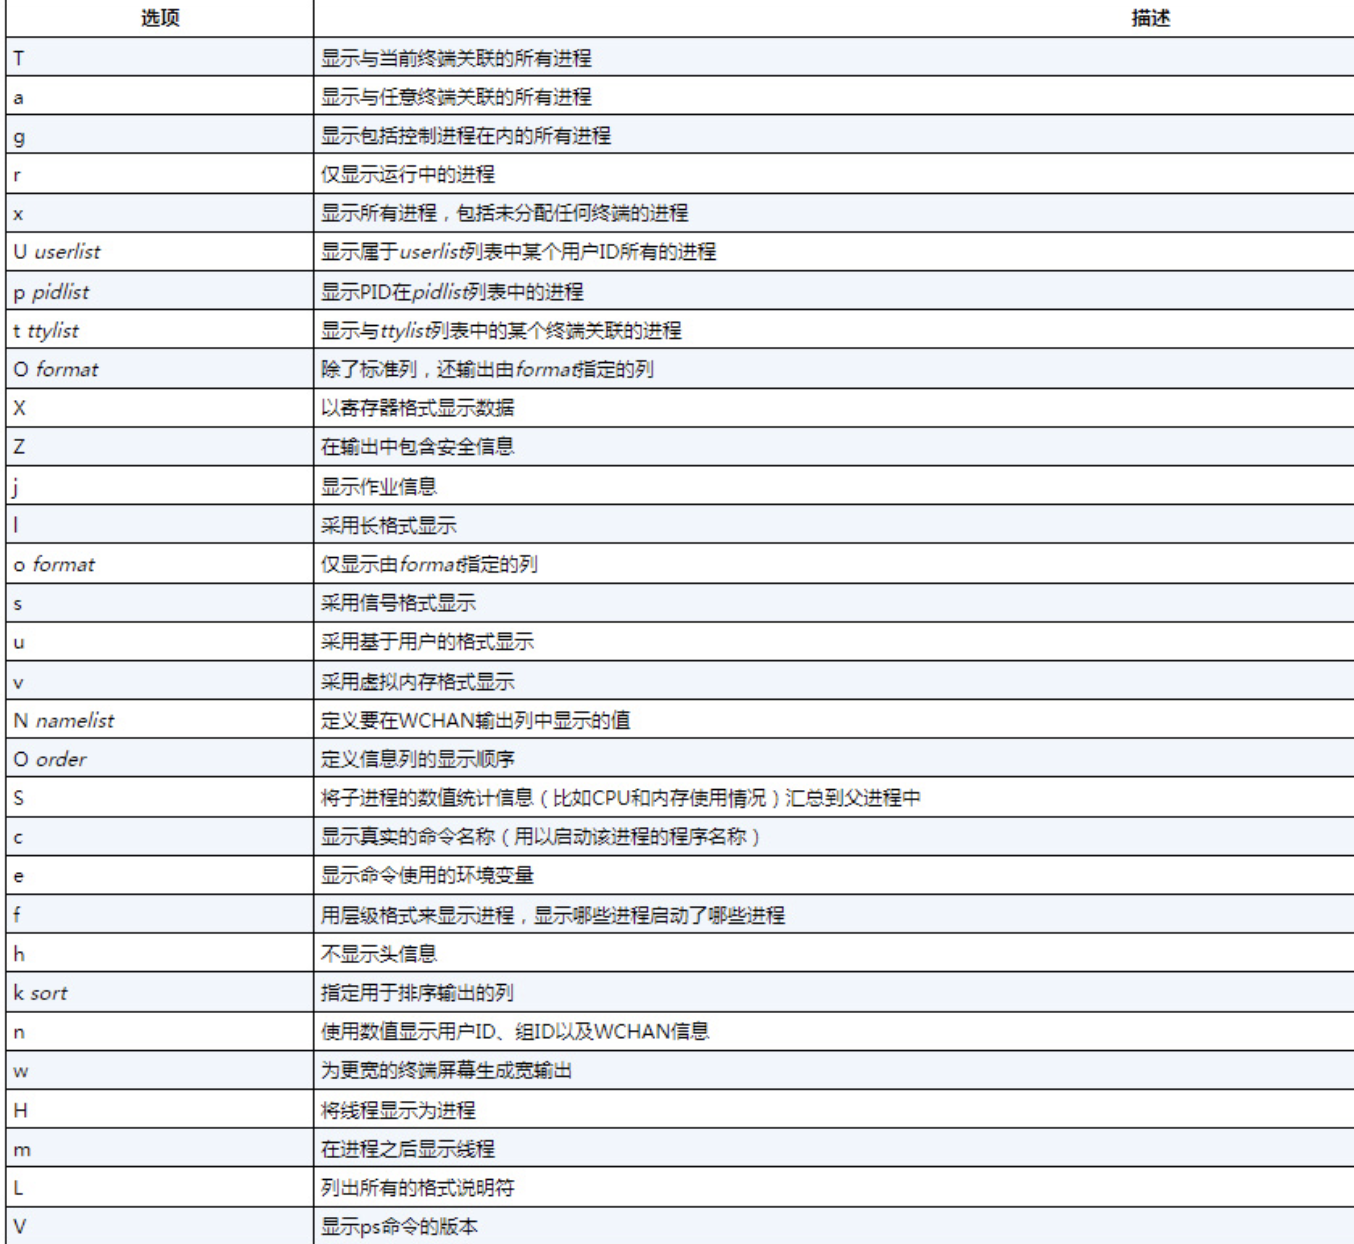 选项 描述
T 显示与当前终端关联的所有进程
a 显示与任意终端关联的所有进程
g 显示包括控制进程在内的所有进程
r 仅显示运行中的进程
x 显示所有进程，包括未分配任何终端的进程
U userlist 显示属于userlist列表中某个用户ID所有的进程
p pidlist 显示PID在pidlist列表中的进程
t ttylist 显示与ttylist列表中的某个终端关联的进程
O format 除了标准列，还输出由format指定的列
X 以寄存器格式显示数据
Z 在输出中包含安全信息
j 显示作业信息
l 采用长格式显示
o format 仅显示由format指定的列
s 采用信号格式显示
u 采用基于用户的格式显示
v 采用虚拟内存格式显示
N namelist 定义要在WCHAN输出列中显示的值
O order 定义信息列的显示顺序
S 将子进程的数值统计信息（比如CPU和内存使用情况）汇总到父进程中
c 显示真实的命令名称（用以启动该进程的程序名称）
e 显示命令使用的环境变量
f 用层级格式来显示进程，显示哪些进程启动了哪些进程
h 不显示头信息
k sort 指定用于排序输出的列
n 使用数值显示用户ID、组ID以及WCHAN信息
w 为更宽的终端屏幕生成宽输出
H 将线程显示为进程
m 在进程之后显示线程
L 列出所有的格式说明符
V 显示ps命令的版本